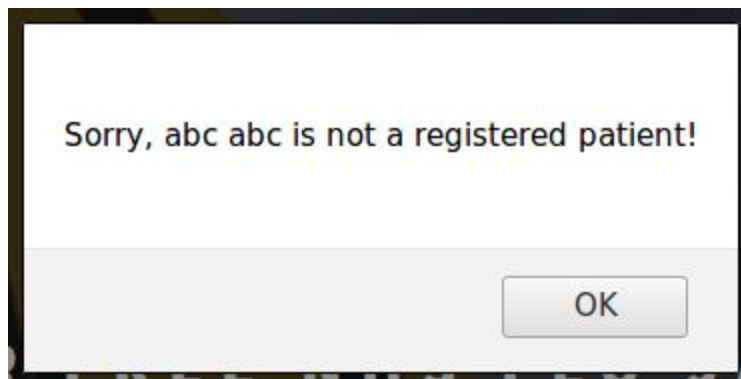 Sorry, abc abc is not a registered patient!
OK